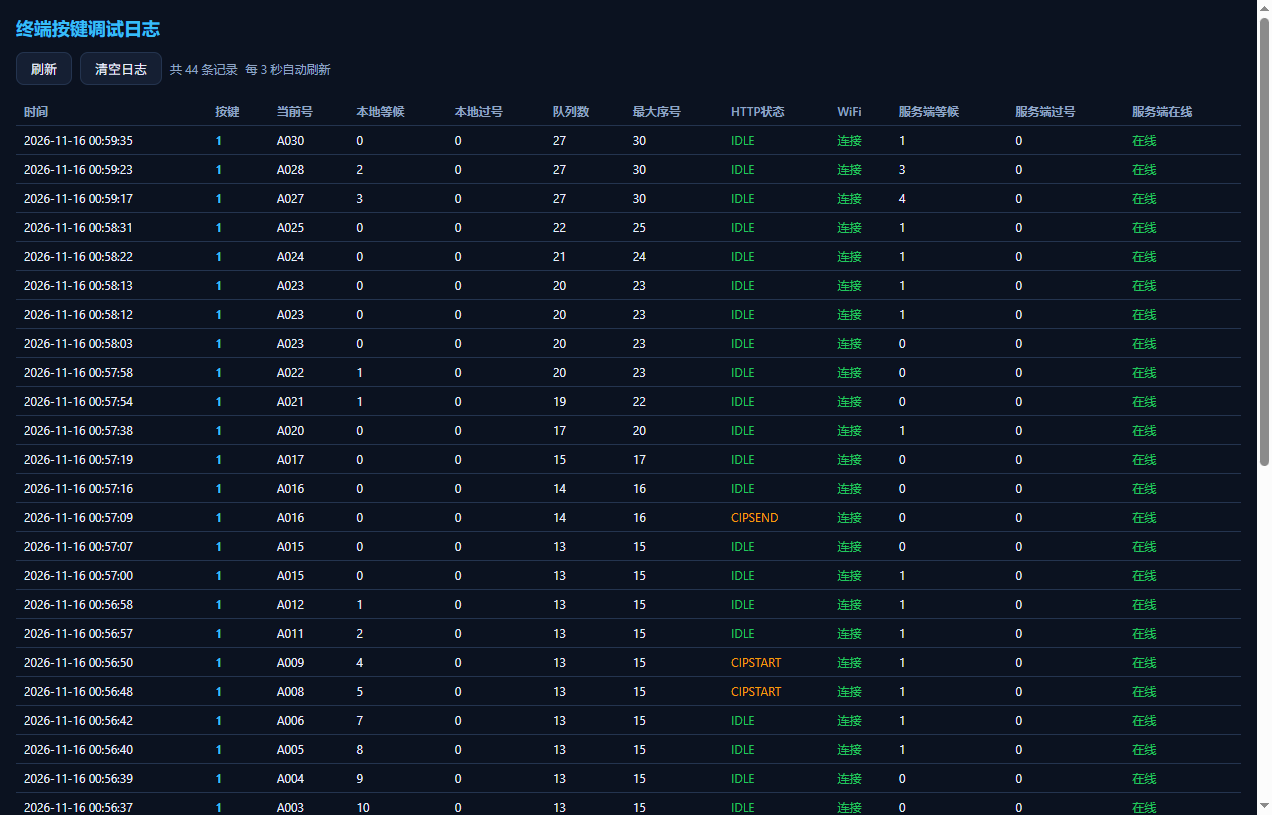 终端按键调试日志
刷新 清空日志 共 44 条记录 每 3 秒自动刷新
时间 按键 当前号 本地等候 本地过号 队列数 最大序号 HTTP状态 WiFi 服务端等候 服务端过号 服务端在线
2026-11-16 00:59:35 1 A030 0 0 27 30 IDLE 连接 1 0 在线
2026-11-16 00:59:23 1 A028 2 0 27 30 IDLE 连接 3 0 在线
2026-11-16 00:59:17 1 A027 3 0 27 30 IDLE 连接 4 0 在线
2026-11-16 00:58:31 1 A025 0 0 22 25 IDLE 连接 1 0 在线
2026-11-16 00:58:22 1 A024 0 0 21 24 IDLE 连接 1 0 在线
2026-11-16 00:58:13 1 A023 0 0 20 23 IDLE 连接 1 0 在线
2026-11-16 00:58:12 1 A023 0 0 20 23 IDLE 连接 1 0 在线
2026-11-16 00:58:03 1 A023 0 0 20 23 IDLE 连接 0 0 在线
2026-11-16 00:57:58 1 A022 1 0 20 23 IDLE 连接 0 0 在线
2026-11-16 00:57:54 1 A021 1 0 19 22 IDLE 连接 0 0 在线
2026-11-16 00:57:38 1 A020 0 0 17 20 IDLE 连接 1 0 在线
2026-11-16 00:57:19 1 A017 0 0 15 17 IDLE 连接 0 0 在线
2026-11-16 00:57:16 1 A016 0 0 14 16 IDLE 连接 0 0 在线
2026-11-16 00:57:09 1 A016 0 0 14 16 CIPSEND 连接 0 0 在线
2026-11-16 00:57:07 1 A015 0 0 13 15 IDLE 连接 0 0 在线
2026-11-16 00:57:00 1 A015 0 0 13 15 IDLE 连接 1 0 在线
2026-11-16 00:56:58 1 A012 1 0 13 15 IDLE 连接 1 0 在线
2026-11-16 00:56:57 1 A011 2 0 13 15 IDLE 连接 1 0 在线
2026-11-16 00:56:50 1 A009 4 0 13 15 CIPSTART 连接 1 0 在线
2026-11-16 00:56:48 1 A008 5 0 13 15 CIPSTART 连接 1 0 在线
2026-11-16 00:56:42 1 A006 7 0 13 15 IDLE 连接 1 0 在线
2026-11-16 00:56:40 1 A005 8 0 13 15 IDLE 连接 1 0 在线
2026-11-16 00:56:39 1 A004 9 0 13 15 IDLE 连接 0 0 在线
2026-11-16 00:56:37 1 A003 10 0 13 15 IDLE 连接 0 0 在线